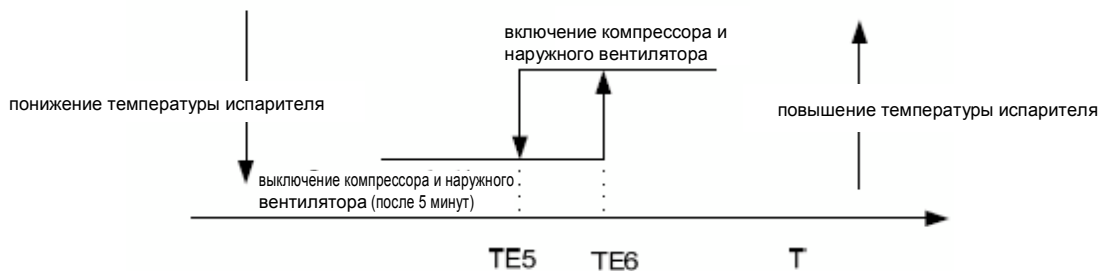 включение компрессора и
наружного вентилятора
понижение температуры испарителя
повышение температуры испарителя
выключение компрессора и наружного
вентилятора (после 5 минут)
TE5
TE6
T